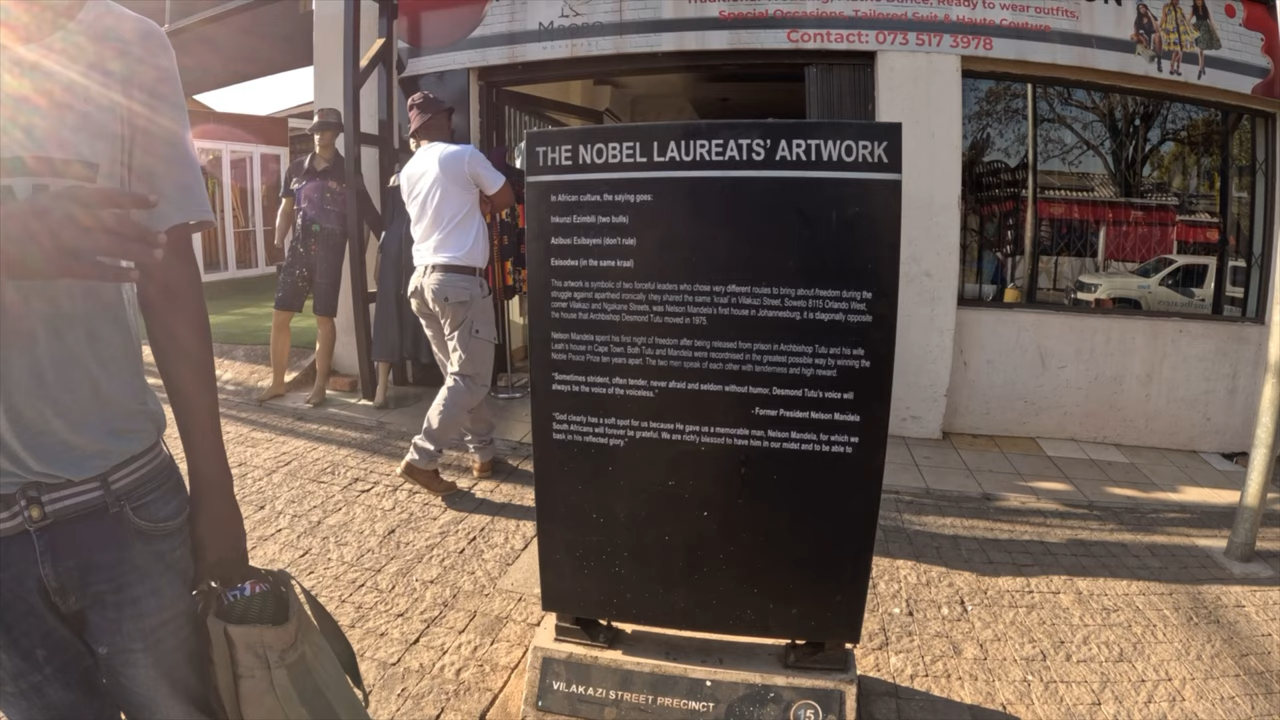 Traditional Wedding, Matric Dance, Ready to wear outfits,
Special Occasions, Tailored Suit & Haute Couture
Contact: 073 517 3978
THE NOBEL LAUREATS' ARTWORK
In African culture, the saying goes:
Inkunzi Ezimbili (two bulls)
Azibusi Esibayeni (don't rule)
Esisodwa (in the same kraal)
This artwork is symbolic of two forceful leaders who chose very different routes to bring about freedom during the
struggle against apartheid ironically they shared the same 'kraal' in Vilakazi Street, Soweto 8115 Orlando West,
corner Vilakazi and Ngakane Streets, was Nelson Mandela's first house in Johannesburg, it is diagonally opposite
the house that Archbishop Desmond Tutu moved in 1975.
Nelson Mandela spent his first night of freedom after being released from prison in Archbishop Tutu and his wife
Leah's house in Cape Town. Both Tutu and Mandela were recordnised in the greatest possible way by winning the
Noble Peace Prize ten years apart. The two men speak of each other with tenderness and high reward.
"Sometimes strident, often tender, never afraid and seldom without humor, Desmond Tutu's voice will
always be the voice of the voiceless."
- Former President Nelson Mandela
"God clearly has a soft spot for us because He gave us a memorable man, Nelson Mandela, for which we
South Africans will forever be grateful. We are richly blessed to have him in our midst and to be able to
bask in his reflected glory."
VILAKAZI STREET PRECINCT
15